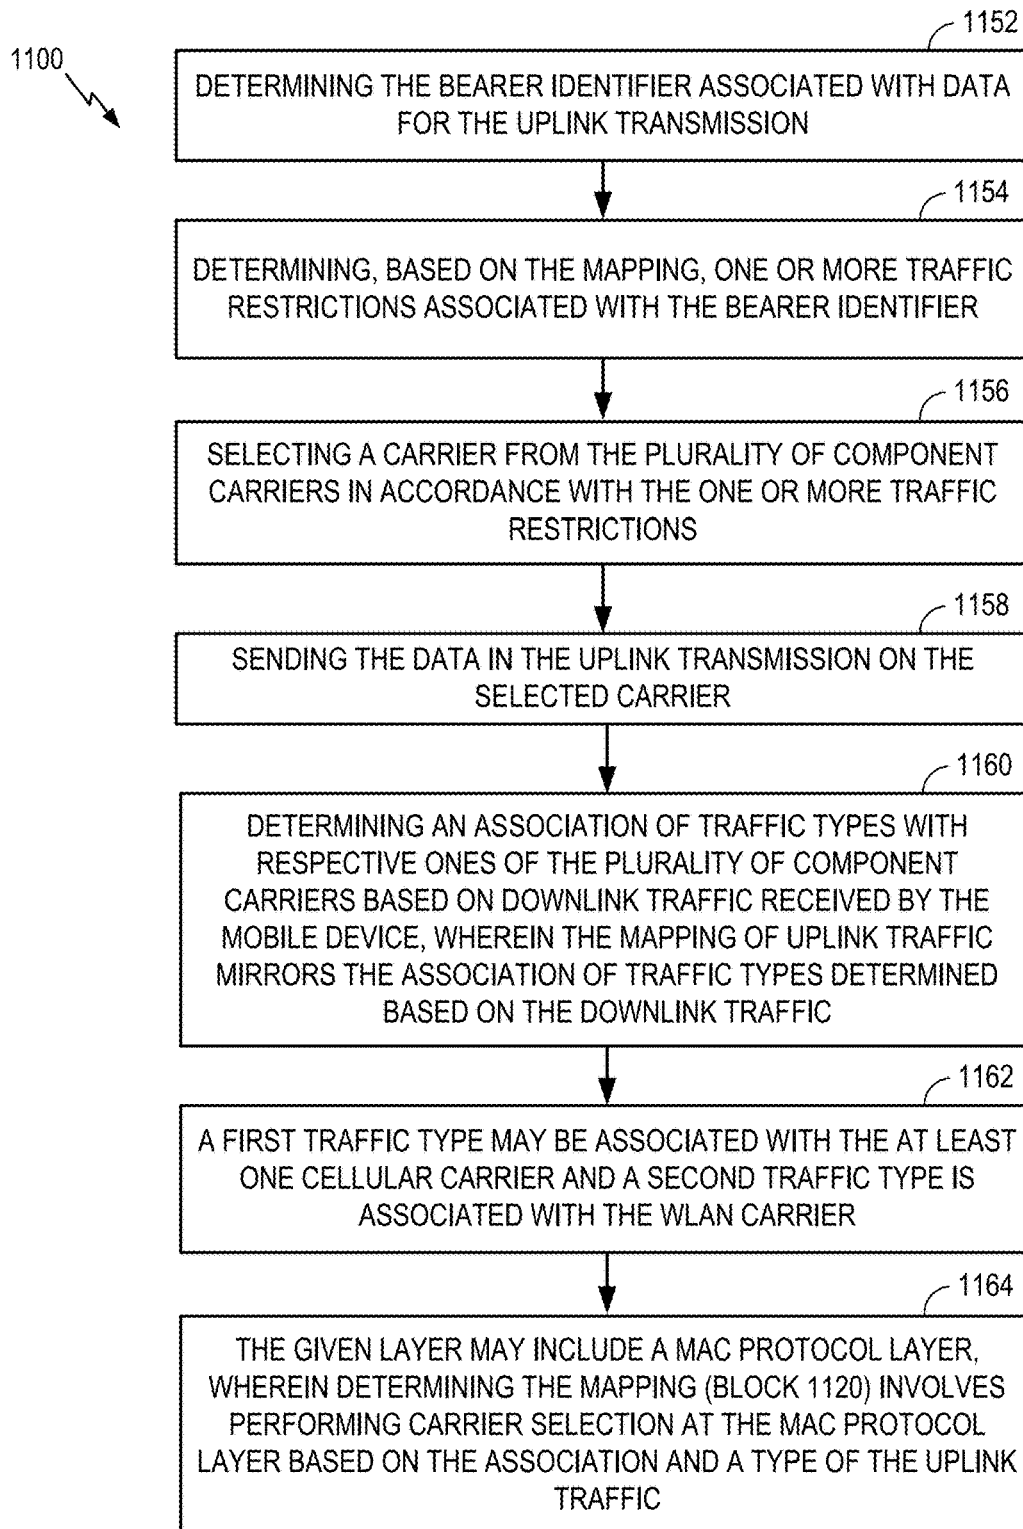 1100
1152
DETERMINING THE BEARER IDENTIFIER ASSOCIATED WITH DATA
FOR THE UPLINK TRANSMISSION
1154
DETERMINING, BASED ON THE MAPPING, ONE OR MORE TRAFFIC
RESTRICTIONS ASSOCIATED WITH THE BEARER IDENTIFIER
1156
SELECTING A CARRIER FROM THE PLURALITY OF COMPONENT
CARRIERS IN ACCORDANCE WITH THE ONE OR MORE TRAFFIC
RESTRICTIONS
1158
SENDING THE DATA IN THE UPLINK TRANSMISSION ON THE
SELECTED CARRIER
1160
DETERMINING AN ASSOCIATION OF TRAFFIC TYPES WITH
RESPECTIVE ONES OF THE PLURALITY OF COMPONENT
CARRIERS BASED ON DOWNLINK TRAFFIC RECEIVED BY THE
MOBILE DEVICE, WHEREIN THE MAPPING OF UPLINK TRAFFIC
MIRRORS THE ASSOCIATION OF TRAFFIC TYPES DETERMINED
BASED ON THE DOWNLINK TRAFFIC
1162
A FIRST TRAFFIC TYPE MAY BE ASSOCIATED WITH THE AT LEAST
ONE CELLULAR CARRIER AND A SECOND TRAFFIC TYPE IS
ASSOCIATED WITH THE WLAN CARRIER
1164
THE GIVEN LAYER MAY INCLUDE A MAC PROTOCOL LAYER,
WHEREIN DETERMINING THE MAPPING (BLOCK 1120) INVOLVES
PERFORMING CARRIER SELECTION AT THE MAC PROTOCOL
LAYER BASED ON THE ASSOCIATION AND A TYPE OF THE UPLINK
TRAFFIC